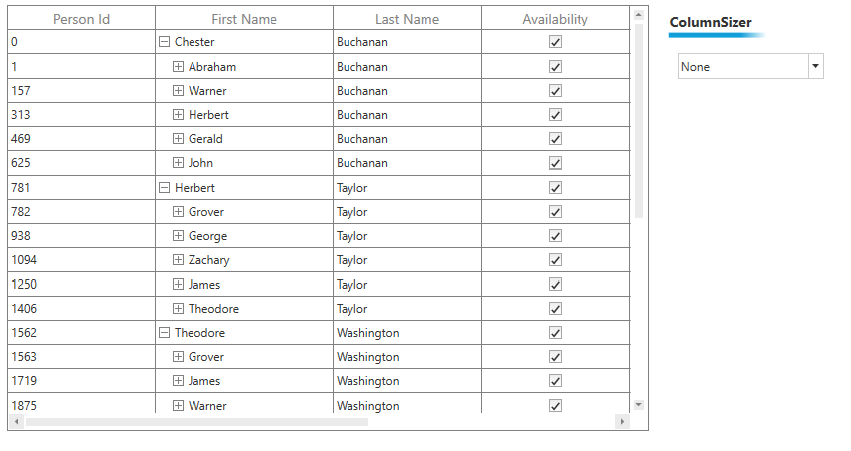 Person Id First Name Last Name Availability
0 Chester Buchanan
1 Abraham Buchanan
157 Warner Buchanan
313 Herbert Buchanan
469 Gerald Buchanan
625 John Buchanan
781 Herbert Taylor
782 Grover Taylor
938 George Taylor
1094 Zachary Taylor
1250 James Taylor
1406 Theodore Taylor
1562 Theodore Washington
1563 Grover Washington
1719 James Washington
1875 Warner Washington
ColumnSizer
None